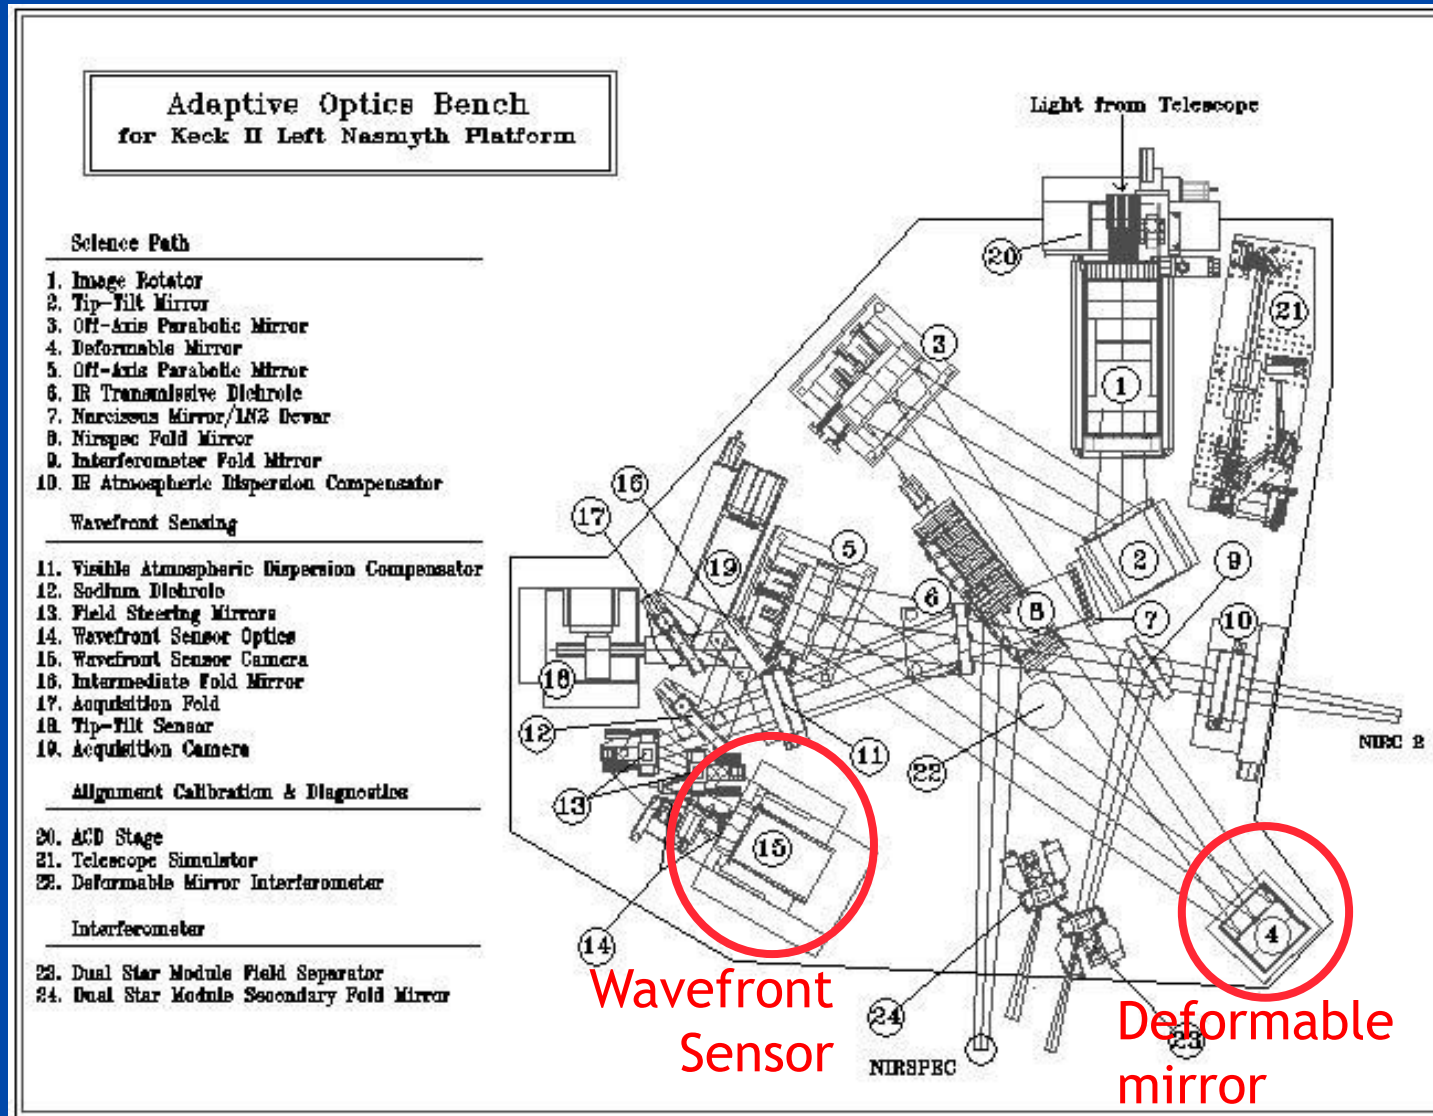 Adaptive Optics Bench
for Keck II Left Nasmyth Platform
Light from Telescope
Science Path
1. Image Rotator
2. Tip-Tilt Mirror
3. Off-Axis Parabolic Mirror
4. Deformable Mirror
5. Off-Axis Parabolic Mirror
6. IR Transmissive Dichroic
7. Narcissus Mirror/LN2 Dewar
8. Nirspec Fold Mirror
9. Interferometer Fold Mirror
10. IR Atmospheric Dispersion Compensator
Wavefront Sensing
11. Visible Atmospheric Dispersion Compensator
12. Sodium Dichroic
13. Field Steering Mirrors
14. Wavefront Sensor Optics
15. Wavefront Sensor Camera
16. Intermediate Fold Mirror
17. Acquisition Fold
18. Tip-Tilt Sensor
19. Acquisition Camera
Alignment Calibration & Diagnostics
20. ACD Stage
21. Telescope Simulator
22. Deformable Mirror Interferometer
Interferometer
23. Dual Star Module Field Separator
24. Dual Star Module Secondary Fold Mirror
20
21
3
1
16
17
5
2
9
19
6
8
7
10
18
12
11
22
NIRC 2
13
15
14
4
24
23
NIRSPEC
Wavefront
Sensor
Deformable
mirror